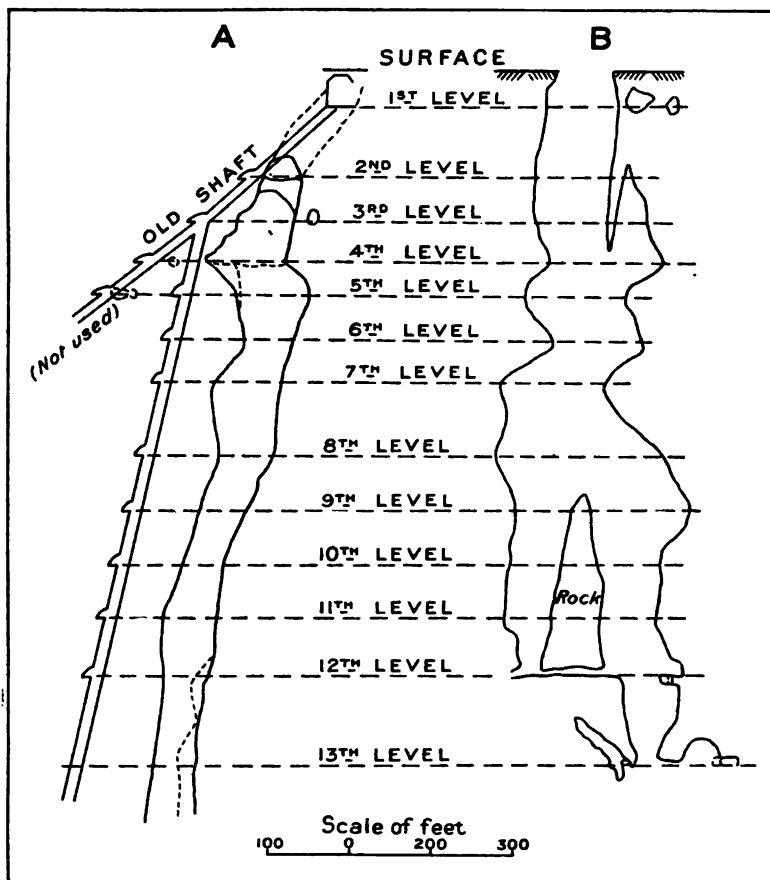 A B
SURFACE
1ST LEVEL
2ND LEVEL
3RD LEVEL
4TH LEVEL
5TH LEVEL
6TH LEVEL
7TH LEVEL
8TH LEVEL
9TH LEVEL
10TH LEVEL
11TH LEVEL
12TH LEVEL
13TH LEVEL
OLD SHAFT
(Not used)
Rock
Scale of feet
100 0 200 300